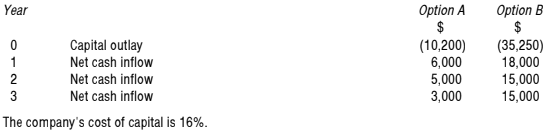 Year Option A Option B
$ $
0 Capital outlay (10,200) (35,250)
1 Net cash inflow 6,000 18,000
2 Net cash inflow 5,000 15,000
3 Net cash inflow 3,000 15,000
The company's cost of capital is 16%.